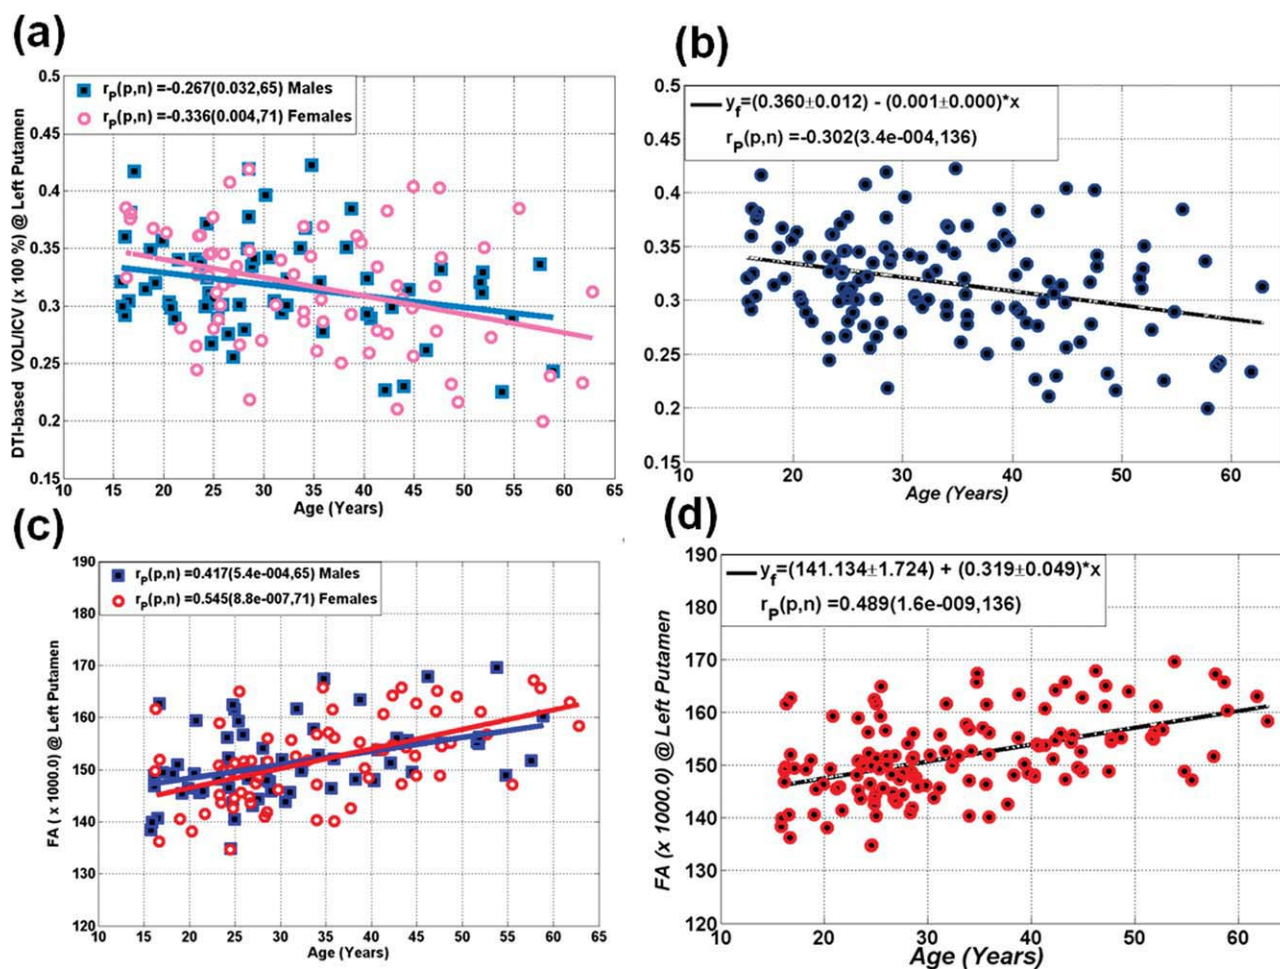 (a)
r_P(p,n) =-0.267(0.032,65) Males
r_P(p,n) =-0.336(0.004,71) Females
DTI-based VOL/ICV (x 100 %) @ Left Putamen
0.5
0.45
0.4
0.35
0.3
0.25
0.2
0.15
10 15 20 25 30 35 40 45 50 55 60 65
Age (Years)
(b)
y_f=(0.360±0.012) - (0.001±0.000)*x
r_P(p,n) =-0.302(3.4e-004,136)
0.5
0.45
0.4
0.35
0.3
0.25
0.2
0.15
10 20 30 40 50 60
Age (Years)
(c)
r_P(p,n) =0.417(5.4e-004,65) Males
r_P(p,n) =0.545(8.8e-007,71) Females
FA ( x 1000.0) @ Left Putamen
190
180
170
160
150
140
130
120
10 15 20 25 30 35 40 45 50 55 60 65
Age (Years)
(d)
y_f=(141.134±1.724) + (0.319±0.049)*x
r_P(p,n) =0.489(1.6e-009,136)
FA (x 1000.0) @ Left Putamen
190
180
170
160
150
140
130
120
10 20 30 40 50 60
Age (Years)